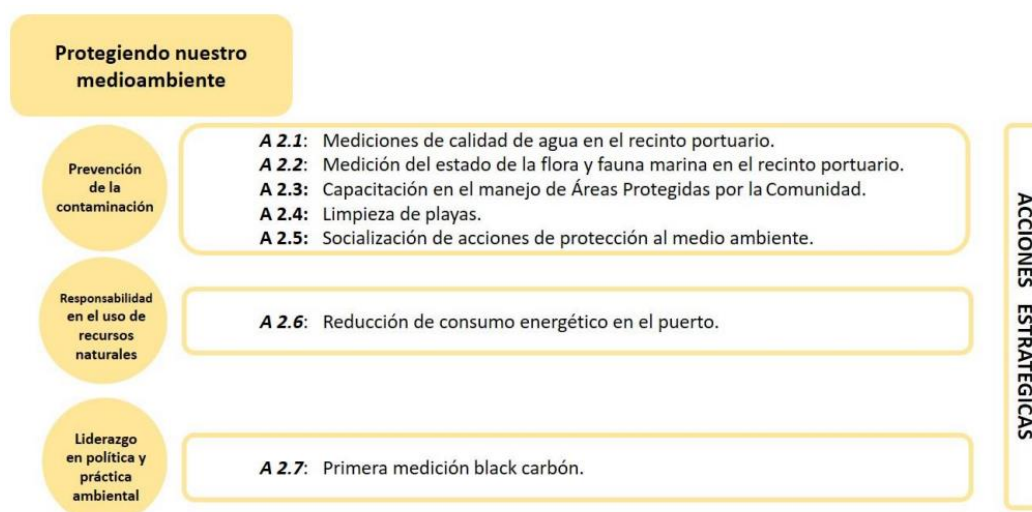 Protegiendo nuestro
medioambiente
Prevención
de la
contaminación
A 2.1: Mediciones de calidad de agua en el recinto portuario.
A 2.2: Medición del estado de la flora y fauna marina en el recinto portuario.
A 2.3: Capacitación en el manejo de Áreas Protegidas por la Comunidad.
A 2.4: Limpieza de playas.
A 2.5: Socialización de acciones de protección al medio ambiente.
Responsabilidad
en el uso de
recursos
naturales
A 2.6: Reducción de consumo energético en el puerto.
Liderazgo
en política y
práctica
ambiental
A 2.7: Primera medición black carbón.
ACCIONES ESTRATEGICAS